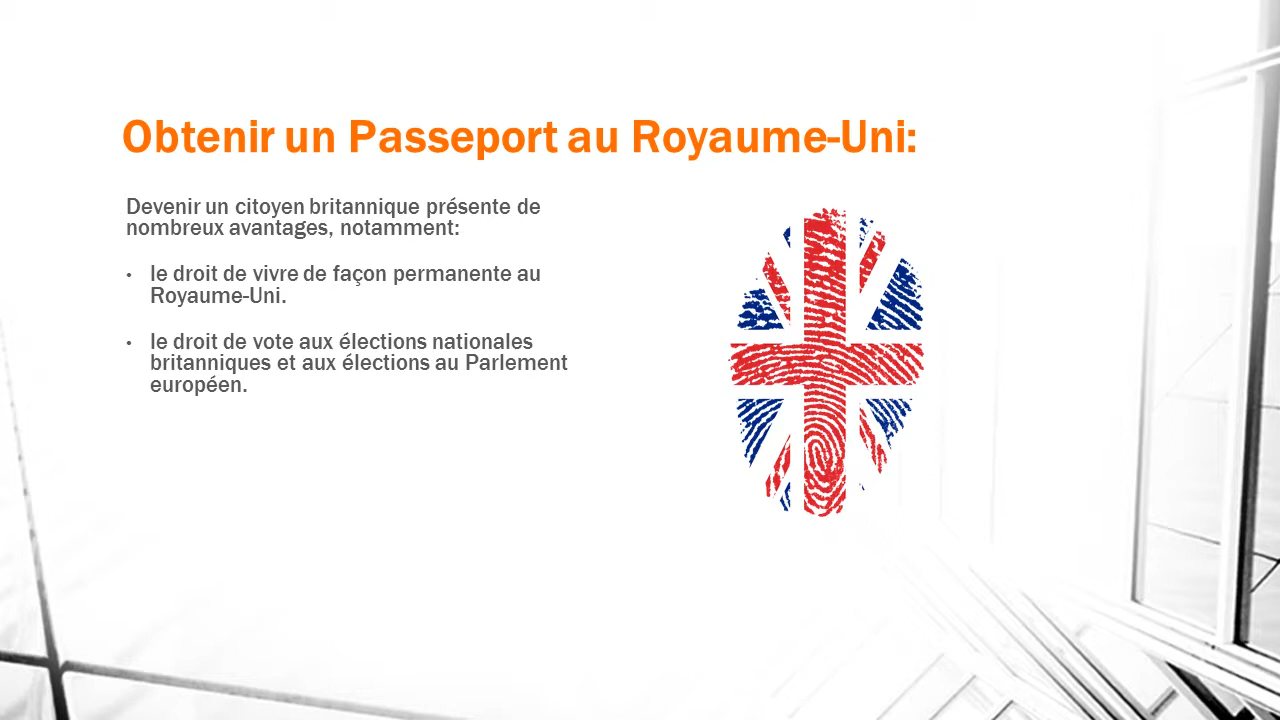 Obtenir un Passeport au Royaume-Uni:
Devenir un citoyen britannique présente de
nombreux avantages, notamment:
• le droit de vivre de façon permanente au
Royaume-Uni.
• le droit de vote aux élections nationales
britanniques et aux élections au Parlement
européen.